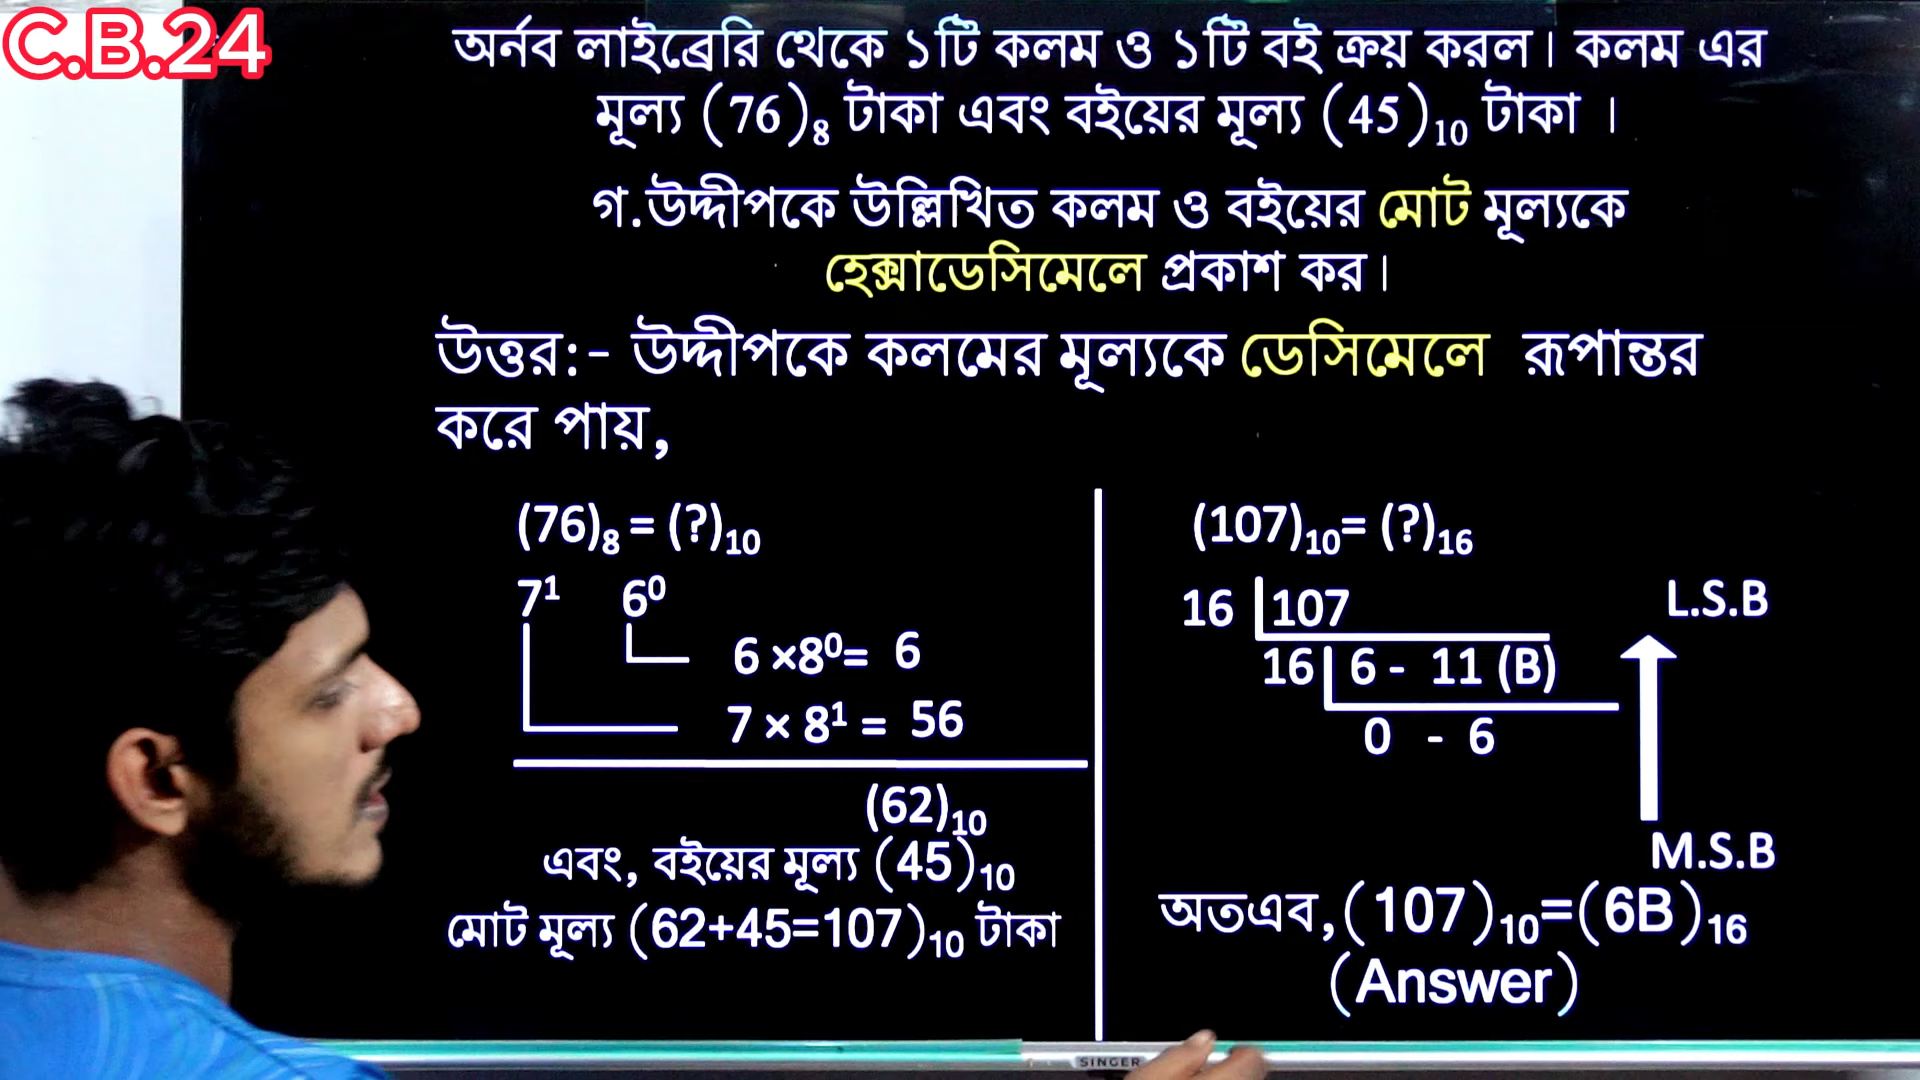 C.B.24
অর্নব লাইব্রেরি থেকে ১টি কলম ও ১টি বই ক্রয় করল। কলম এর
মূল্য (76)₈ টাকা এবং বইয়ের মূল্য (45)₁₀ টাকা ।
গ.উদ্দীপকে উল্লিখিত কলম ও বইয়ের মোট মূল্যকে
হেক্সাডেসিমেলে প্রকাশ কর।
উত্তর:- উদ্দীপকে কলমের মূল্যকে ডেসিমেলে রূপান্তর
করে পায়,
(76)₈ = (?)₁₀
7¹ 6⁰
6 ×8⁰= 6
7 × 8¹ = 56
(62)₁₀
এবং, বইয়ের মূল্য (45)₁₀
মোট মূল্য (62+45=107)₁₀ টাকা
(107)₁₀= (?)₁₆
16 107
L.S.B
16 6 - 11 (B)
0 - 6
M.S.B
অতএব,(107)₁₀=(6B)₁₆
(Answer)
SINGER